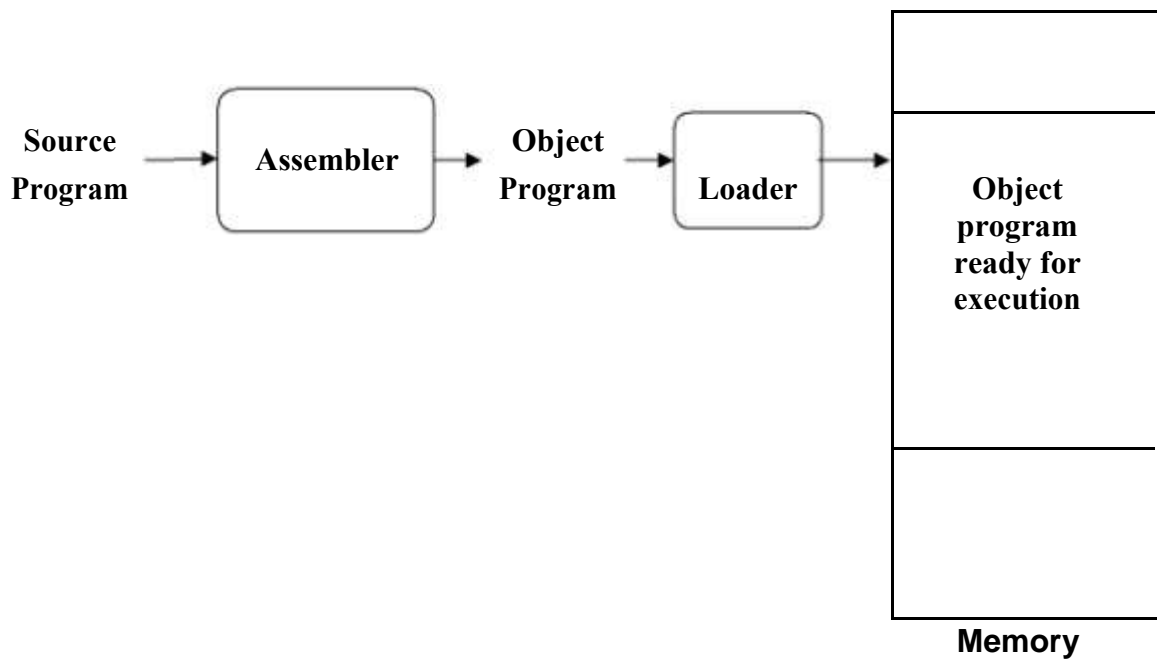 Source
Program
Assembler
Object
Program
Loader
Object
program
ready for
execution
Memory